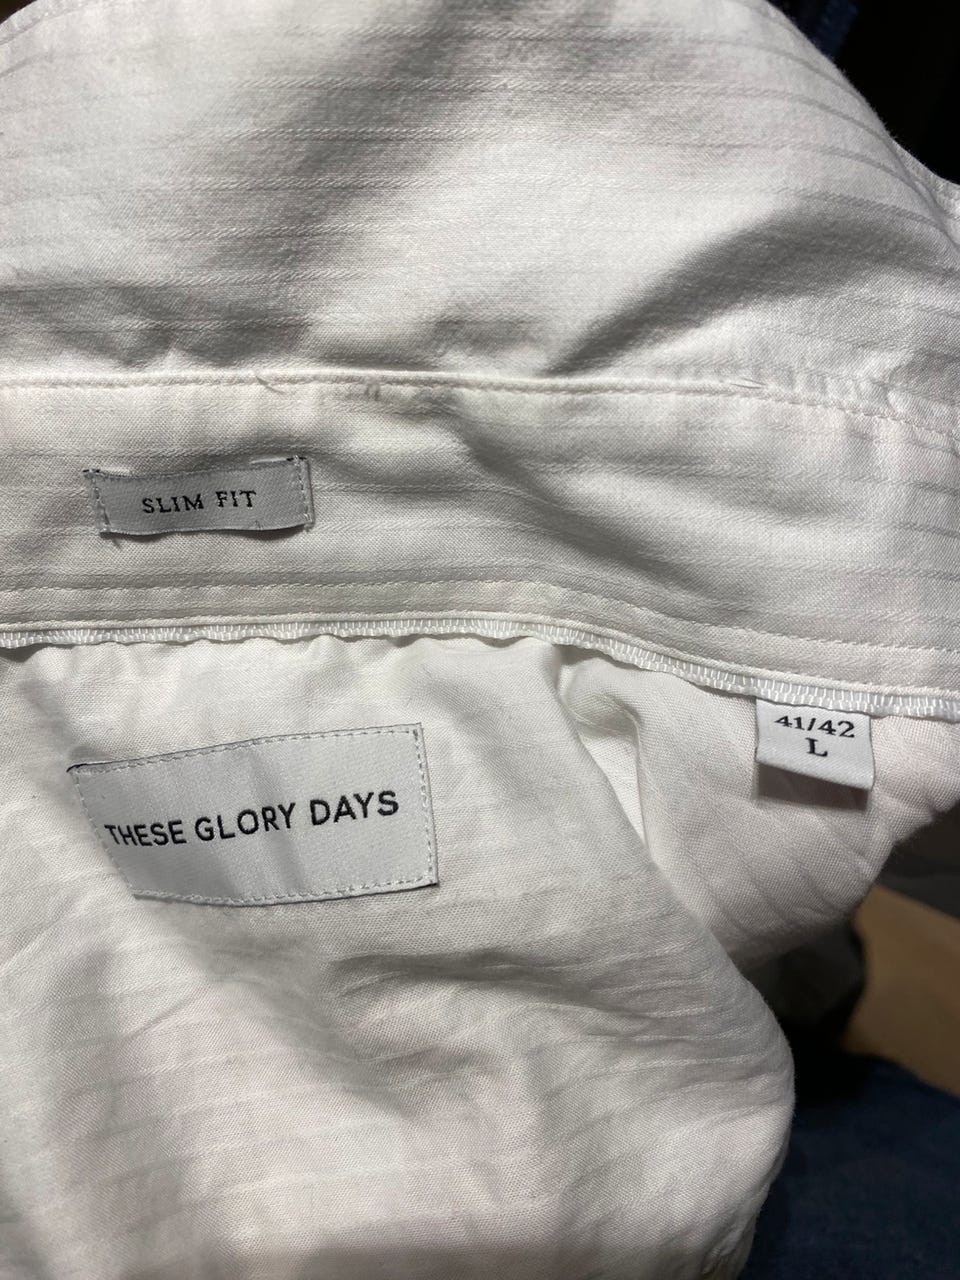 SLIM FIT
THESE GLORY DAYS
41/42
L